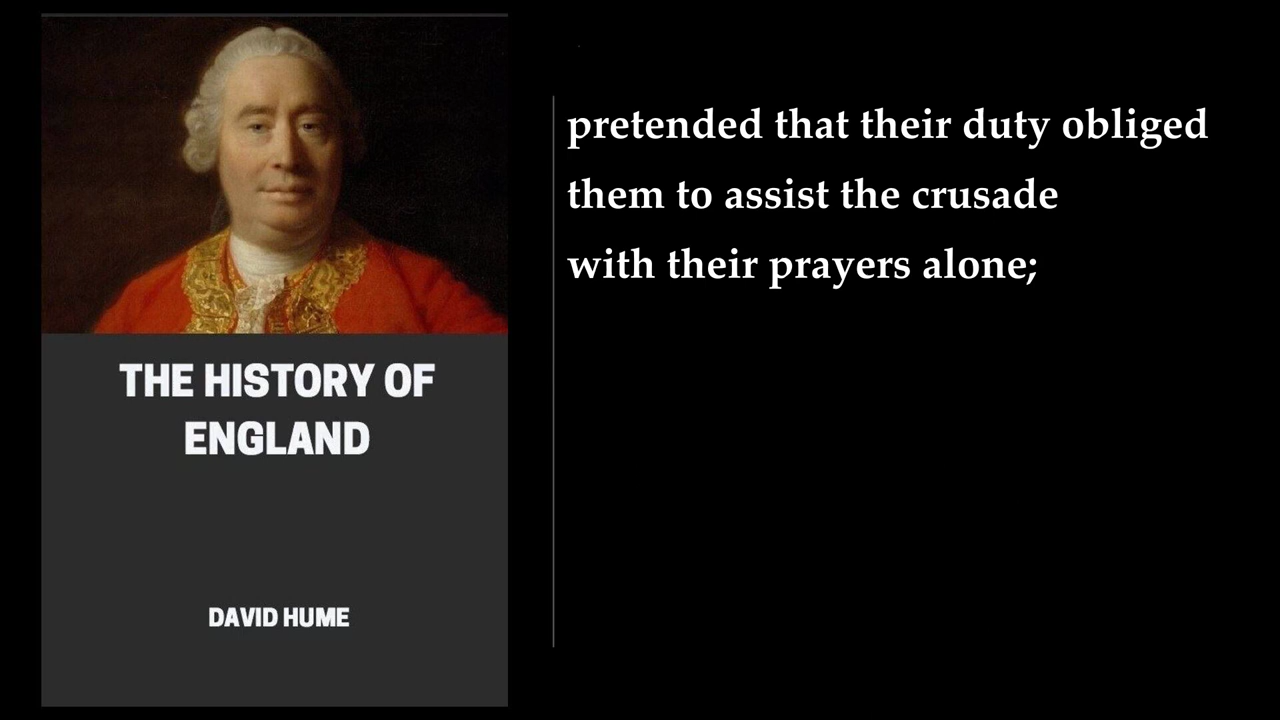 THE HISTORY OF
ENGLAND
DAVID HUME
pretended that their duty obliged
them to assist the crusade
with their prayers alone;